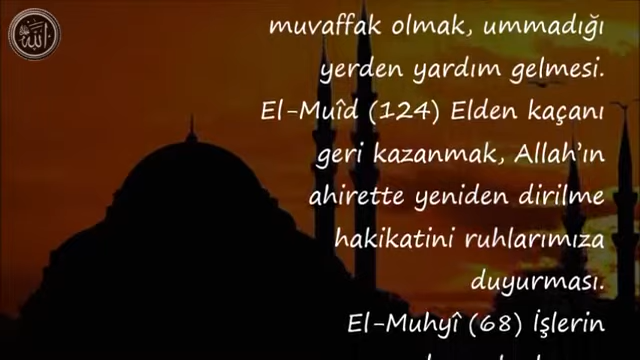 الله
muvaffak olmak, ummadığı
yerden yardım gelmesi.
El-Muîd (124) Elden kaçanı
geri kazanmak, Allah'ın
ahirette yeniden dirilme
hakikatini ruhlarımıza
duyurması.
El-Muhyî (68) İşlerin